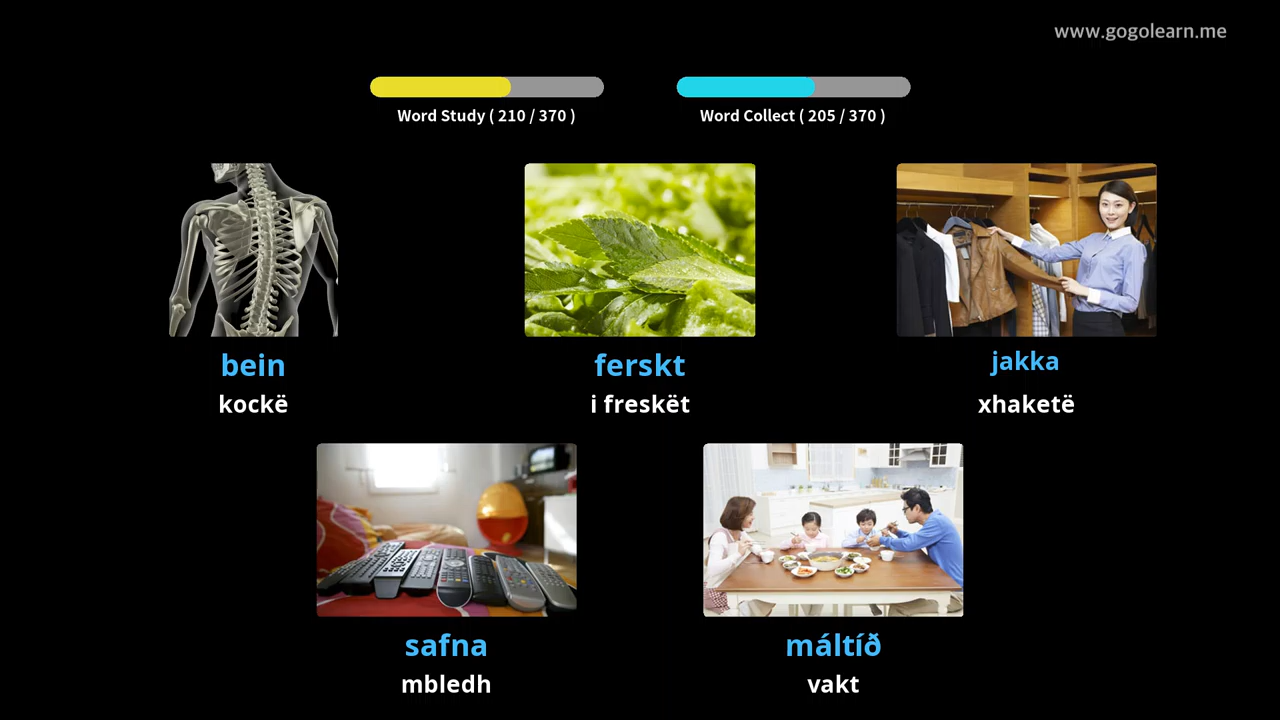 www.gogolearn.me
Word Study ( 210 / 370 )
Word Collect ( 205 / 370 )
bein
kockë
ferskt
i freskët
jakka
xhaketë
safna
mbledh
máltíð
vakt